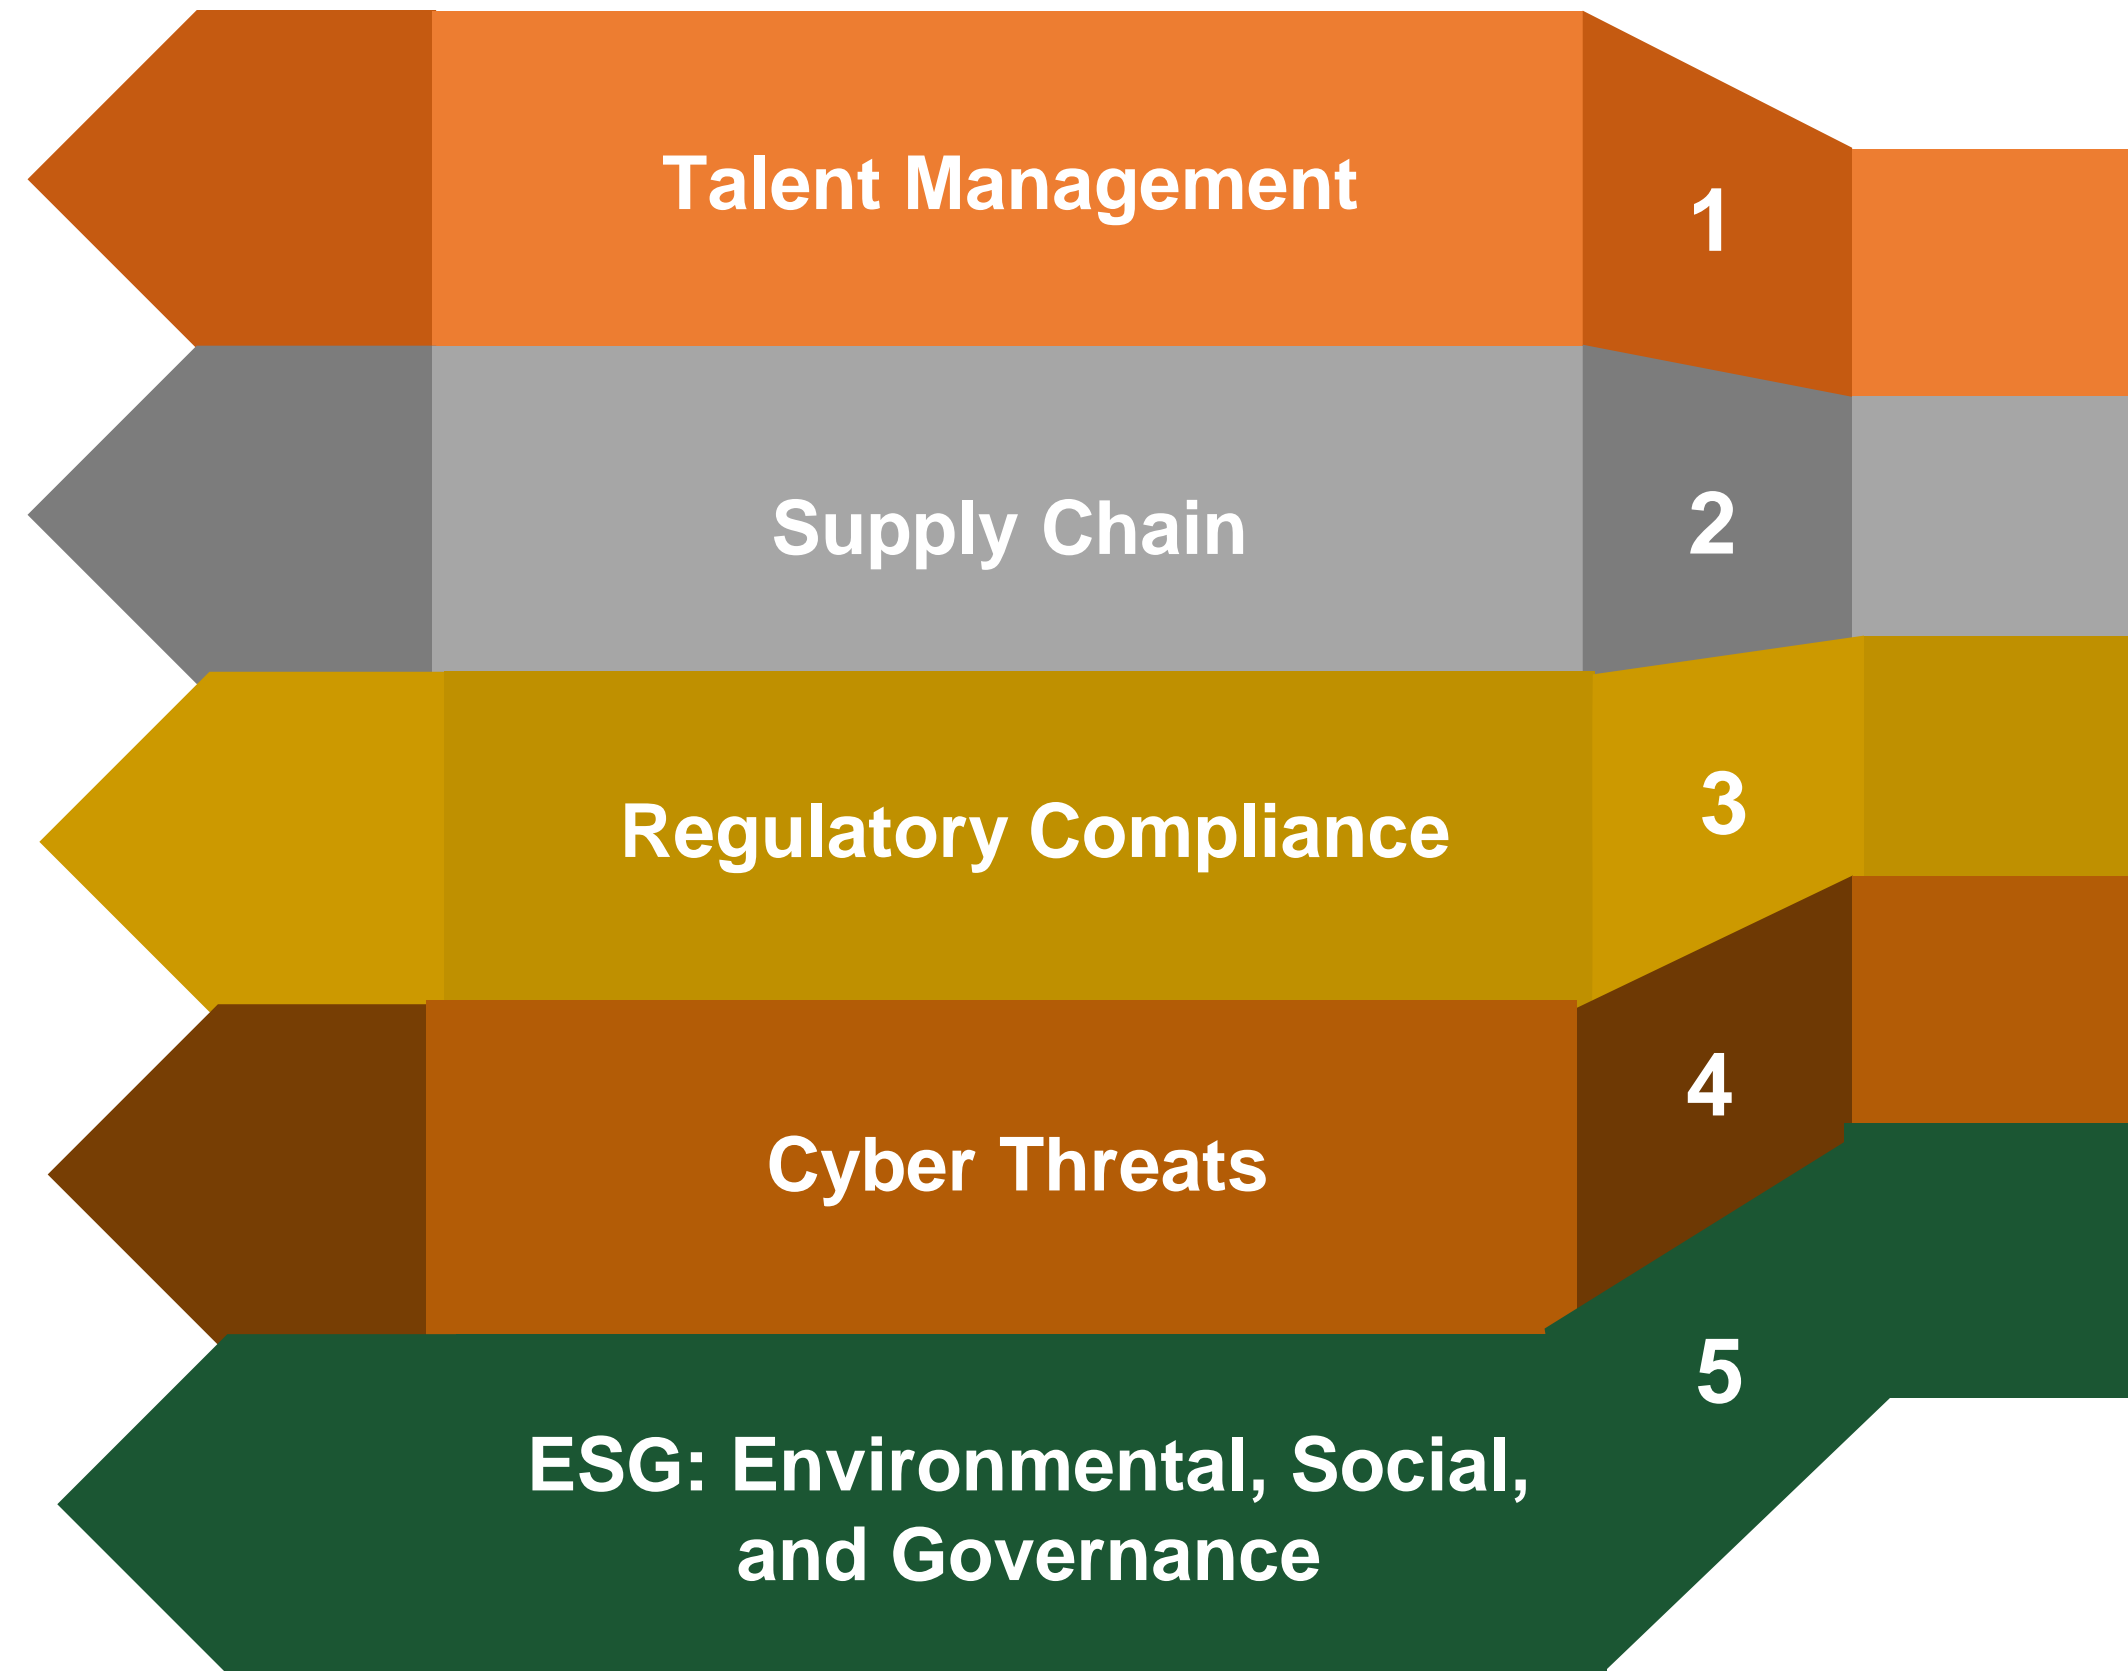 Talent Management
1
Supply Chain
2
Regulatory Compliance
3
Cyber Threats
4
5
ESG: Environmental, Social,
and Governance